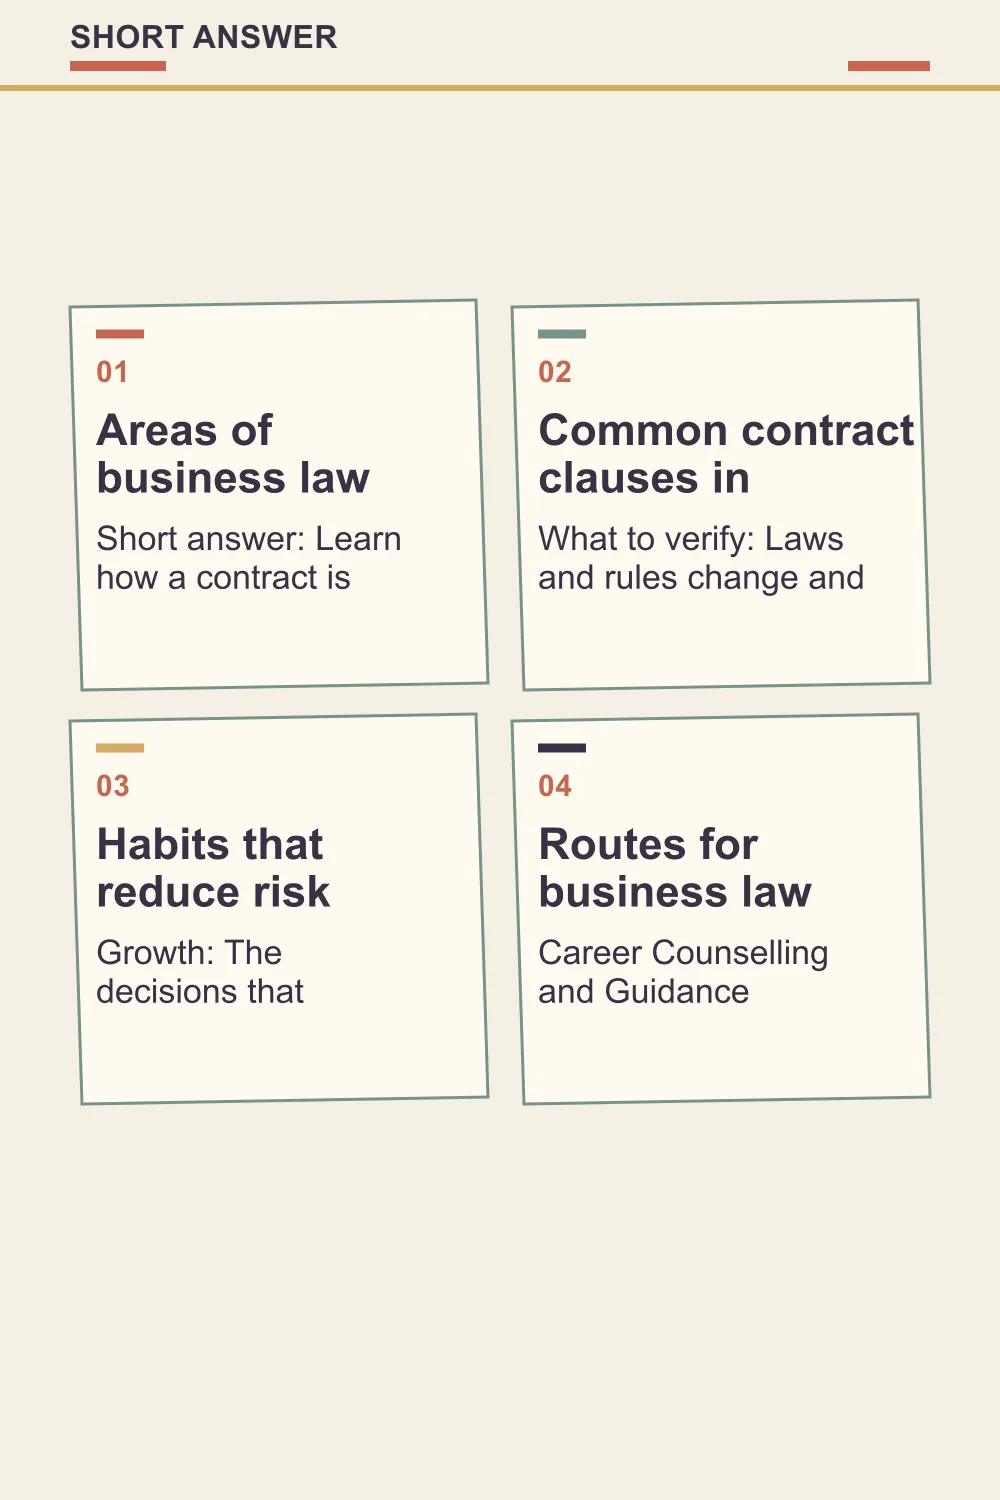 SHORT ANSWER
01
Areas of
business law
Short answer: Learn
how a contract is
02
Common contract
clauses in
What to verify: Laws
and rules change and
03
Habits that
reduce risk
Growth: The
decisions that
04
Routes for
business law
Career Counselling
and Guidance